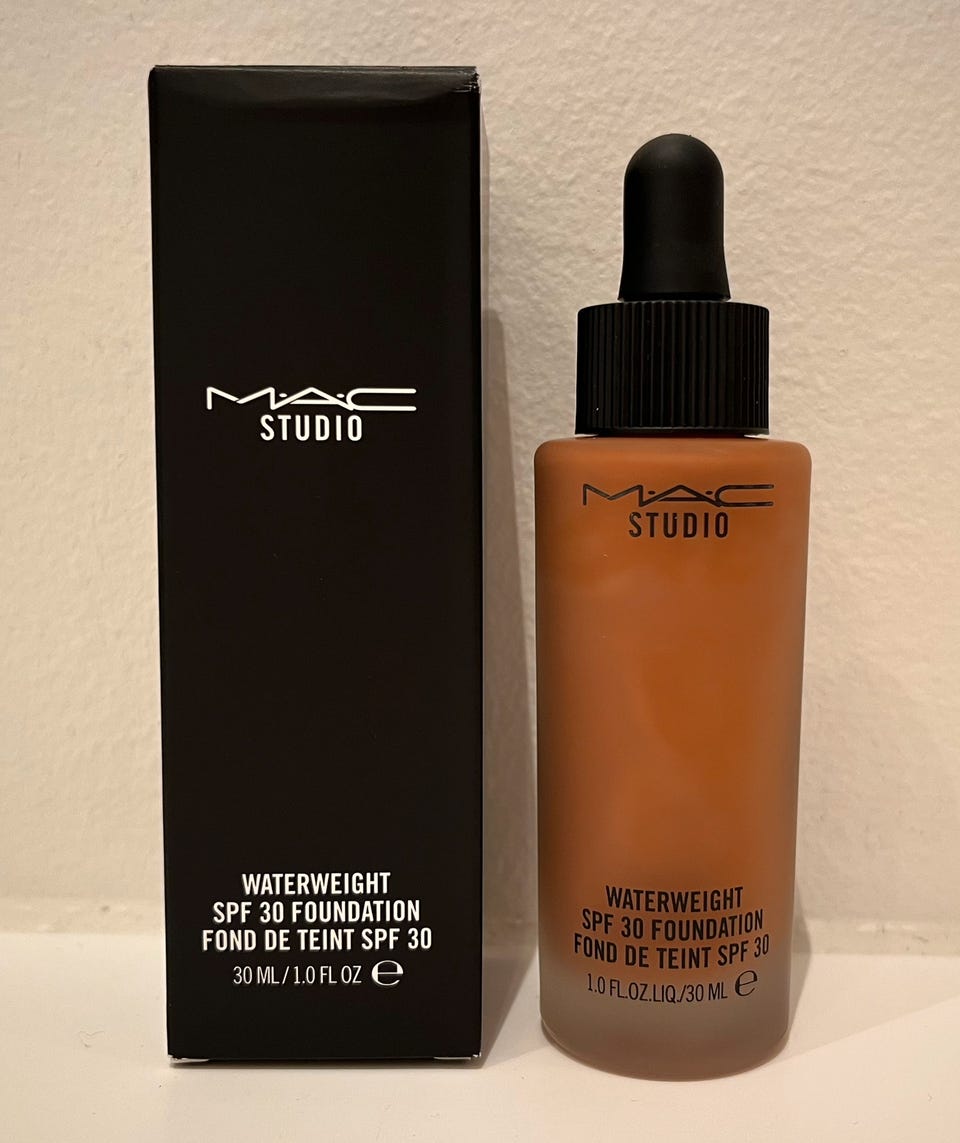 M·A·C
STUDIO
WATERWEIGHT
SPF 30 FOUNDATION
FOND DE TEINT SPF 30
30 ML / 1.0 FL OZ ℮
M·A·C
STUDIO
WATERWEIGHT
SPF 30 FOUNDATION
FOND DE TEINT SPF 30
1.0 FL.OZ.LIQ./30 ML ℮